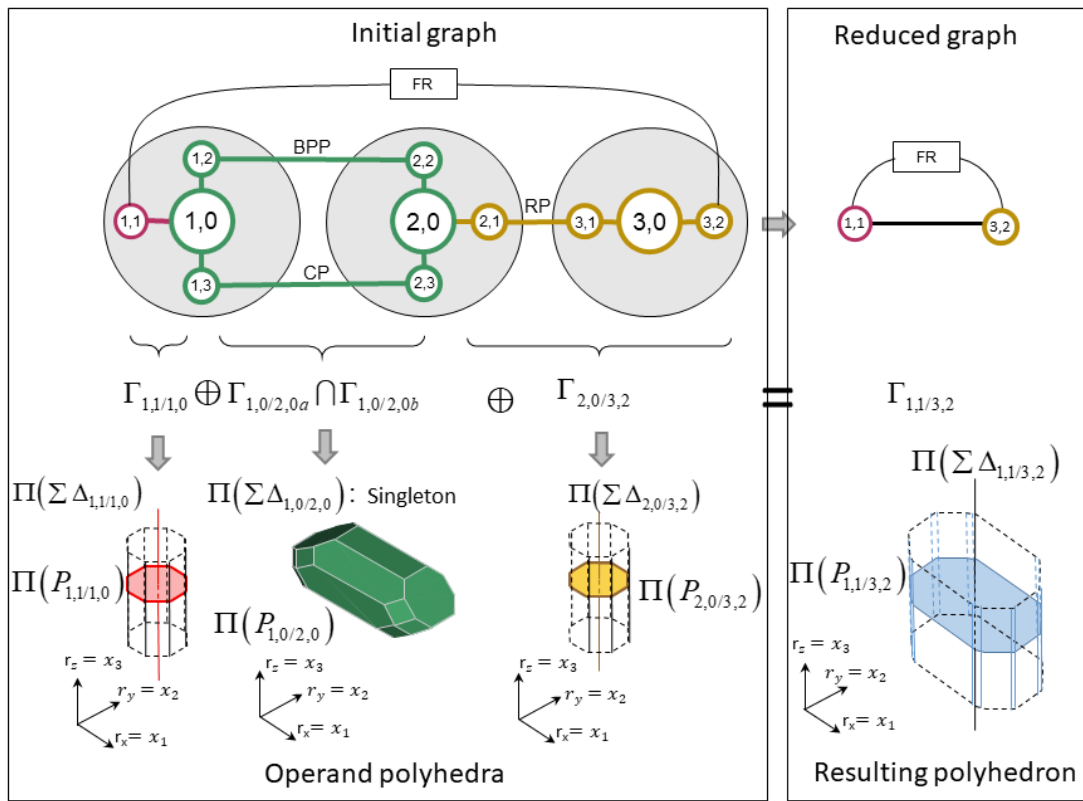 Initial graph
Reduced graph
FR
FR
BPP
1,2
2,2
1,1
1,0
2,0
2,1
RP
3,1
3,0
3,2
1,1
3,2
1,3
CP
2,3
Γ1,1/1,0 ⊕ Γ1,0/2,0a ⋂ Γ1,0/2,0b ⊕ Γ2,0/3,2 = Γ1,1/3,2
Π(∑Δ1,1/1,0)
Π(∑Δ1,0/2,0): Singleton
Π(∑Δ2,0/3,2)
Π(∑Δ1,1/3,2)
Π(P1,1/1,0)
Π(P1,0/2,0)
Π(P2,0/3,2)
Π(P1,1/3,2)
rz = x3
ry = x2
rx = x1
rz = x3
ry = x2
rx = x1
rz = x3
ry = x2
rx = x1
rz = x3
ry = x2
rx = x1
Operand polyhedra
Resulting polyhedron